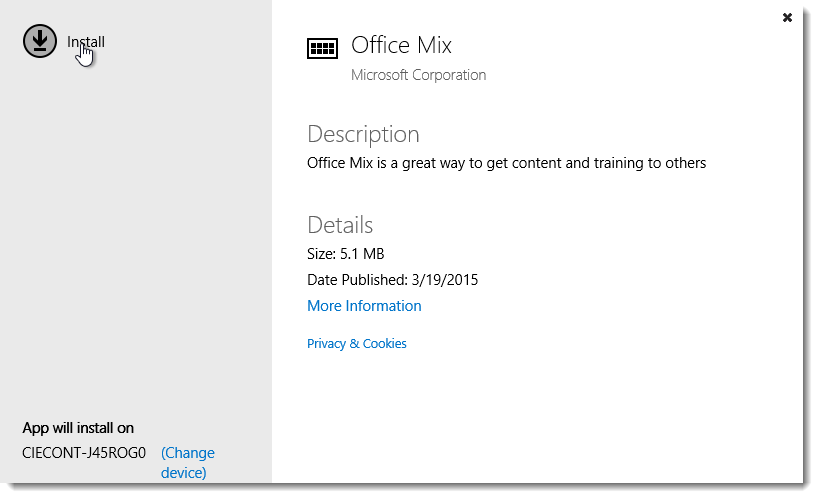 Install
Office Mix
Microsoft Corporation
Description
Office Mix is a great way to get content and training to others
Details
Size: 5.1 MB
Date Published: 3/19/2015
More Information
Privacy & Cookies
App will install on
CIECONT-J45ROG0 (Change
device)